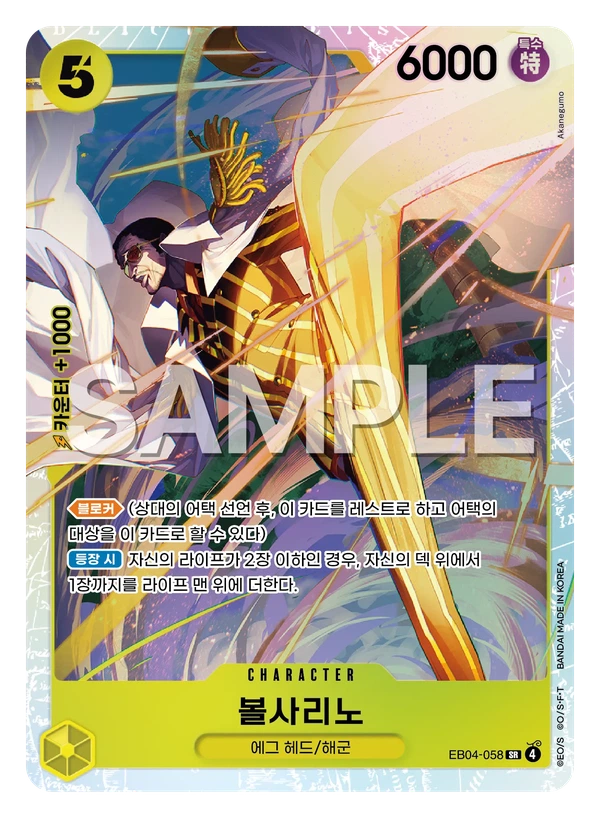 5
6000
특수
特
Akanegumo
카운터 +1000
SAMPLE
블로커 (상대의 어택 선언 후, 이 카드를 레스트로 하고 어택의
대상을 이 카드로 할 수 있다)
등장 시 자신의 라이프가 2장 이하인 경우, 자신의 덱 위에서
1장까지를 라이프 맨 위에 더한다.
CHARACTER
볼사리노
에그 헤드/해군
EB04-058 SR 4
©E.O/S ©O/S·F·T BANDAI MADE IN KOREA